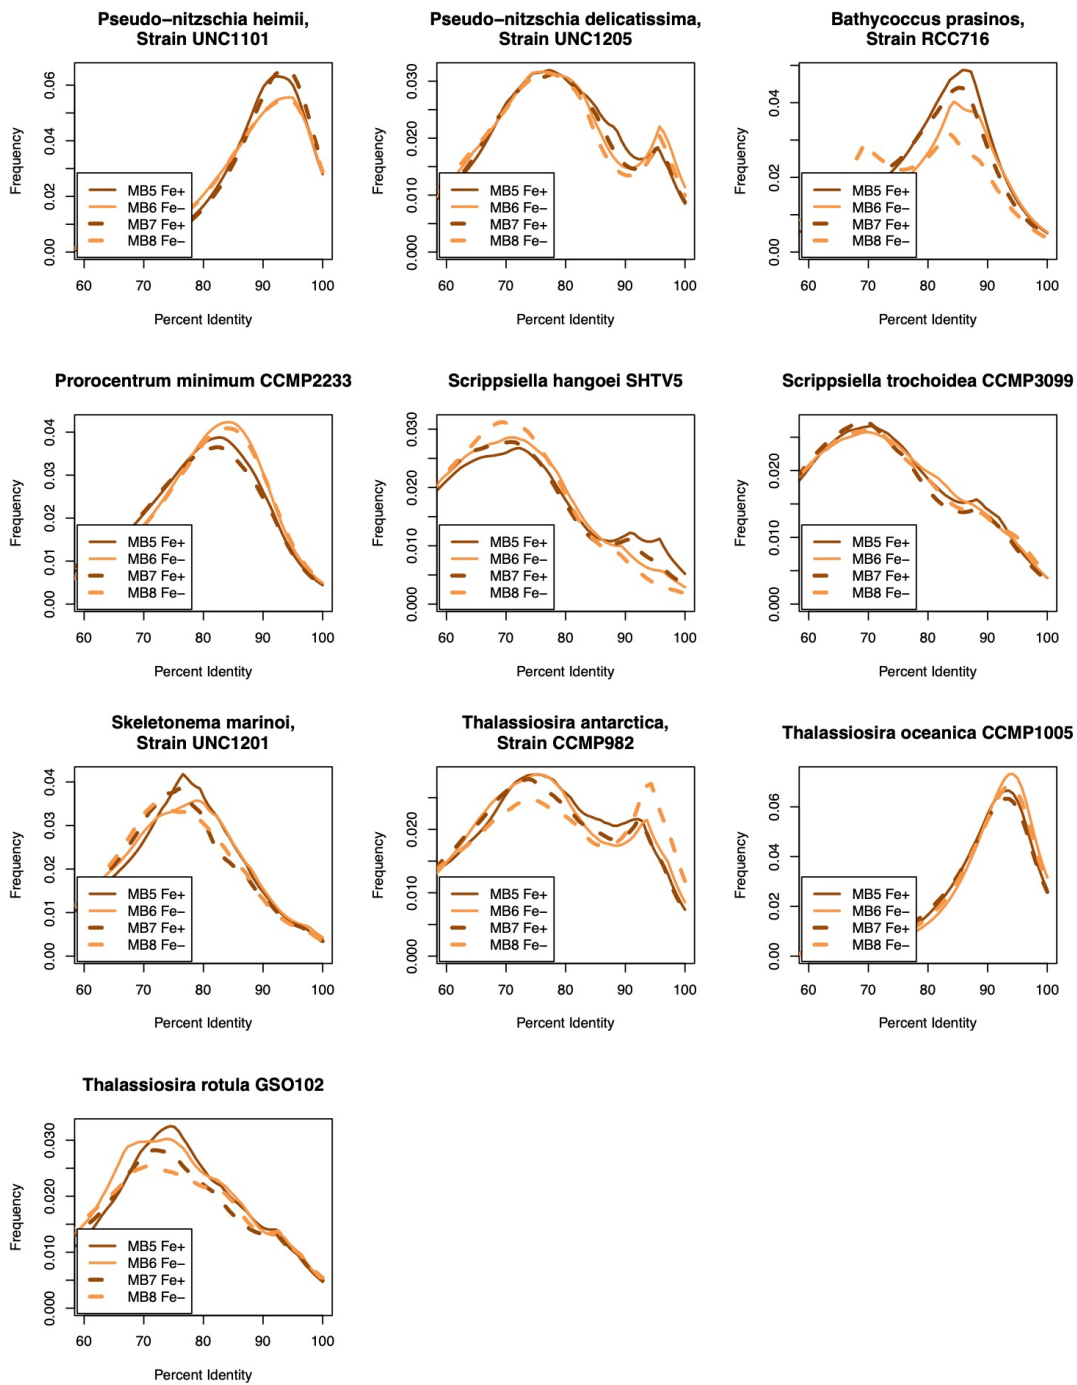 Pseudo−nitzschia heimii,
Strain UNC1101
Frequency
0.00 0.02 0.04 0.06
MB5 Fe+
MB6 Fe−
MB7 Fe+
MB8 Fe−
60 70 80 90 100
Percent Identity
Pseudo−nitzschia delicatissima,
Strain UNC1205
Frequency
0.000 0.010 0.020 0.030
MB5 Fe+
MB6 Fe−
MB7 Fe+
MB8 Fe−
60 70 80 90 100
Percent Identity
Bathycoccus prasinos,
Strain RCC716
Frequency
0.00 0.02 0.04
MB5 Fe+
MB6 Fe−
MB7 Fe+
MB8 Fe−
60 70 80 90 100
Percent Identity
Prorocentrum minimum CCMP2233
Frequency
0.00 0.01 0.02 0.03 0.04
MB5 Fe+
MB6 Fe−
MB7 Fe+
MB8 Fe−
60 70 80 90 100
Percent Identity
Scrippsiella hangoei SHTV5
Frequency
0.000 0.010 0.020 0.030
MB5 Fe+
MB6 Fe−
MB7 Fe+
MB8 Fe−
60 70 80 90 100
Percent Identity
Scrippsiella trochoidea CCMP3099
Frequency
0.000 0.010 0.020
MB5 Fe+
MB6 Fe−
MB7 Fe+
MB8 Fe−
60 70 80 90 100
Percent Identity
Skeletonema marinoi,
Strain UNC1201
Frequency
0.00 0.01 0.02 0.03 0.04
MB5 Fe+
MB6 Fe−
MB7 Fe+
MB8 Fe−
60 70 80 90 100
Percent Identity
Thalassiosira antarctica,
Strain CCMP982
Frequency
0.000 0.010 0.020
MB5 Fe+
MB6 Fe−
MB7 Fe+
MB8 Fe−
60 70 80 90 100
Percent Identity
Thalassiosira oceanica CCMP1005
Frequency
0.00 0.02 0.04 0.06
MB5 Fe+
MB6 Fe−
MB7 Fe+
MB8 Fe−
60 70 80 90 100
Percent Identity
Thalassiosira rotula GSO102
Frequency
0.000 0.010 0.020 0.030
MB5 Fe+
MB6 Fe−
MB7 Fe+
MB8 Fe−
60 70 80 90 100
Percent Identity